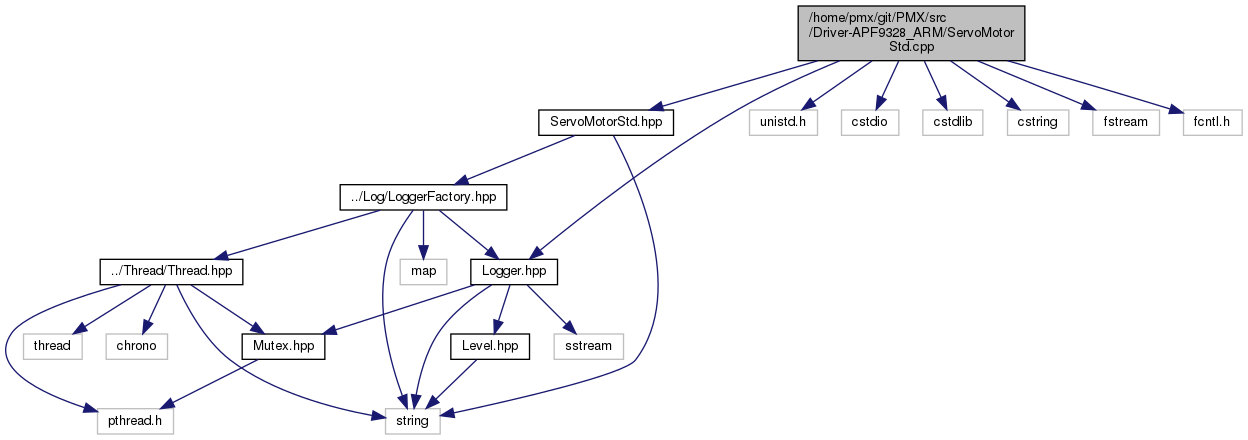 /home/pmx/git/PMX/src
/Driver-APF9328_ARM/ServoMotor
Std.cpp
ServoMotorStd.hpp
unistd.h
cstdio
cstdlib
cstring
fstream
fcntl.h
../Log/LoggerFactory.hpp
../Thread/Thread.hpp
map
Logger.hpp
thread
chrono
Mutex.hpp
Level.hpp
sstream
pthread.h
string